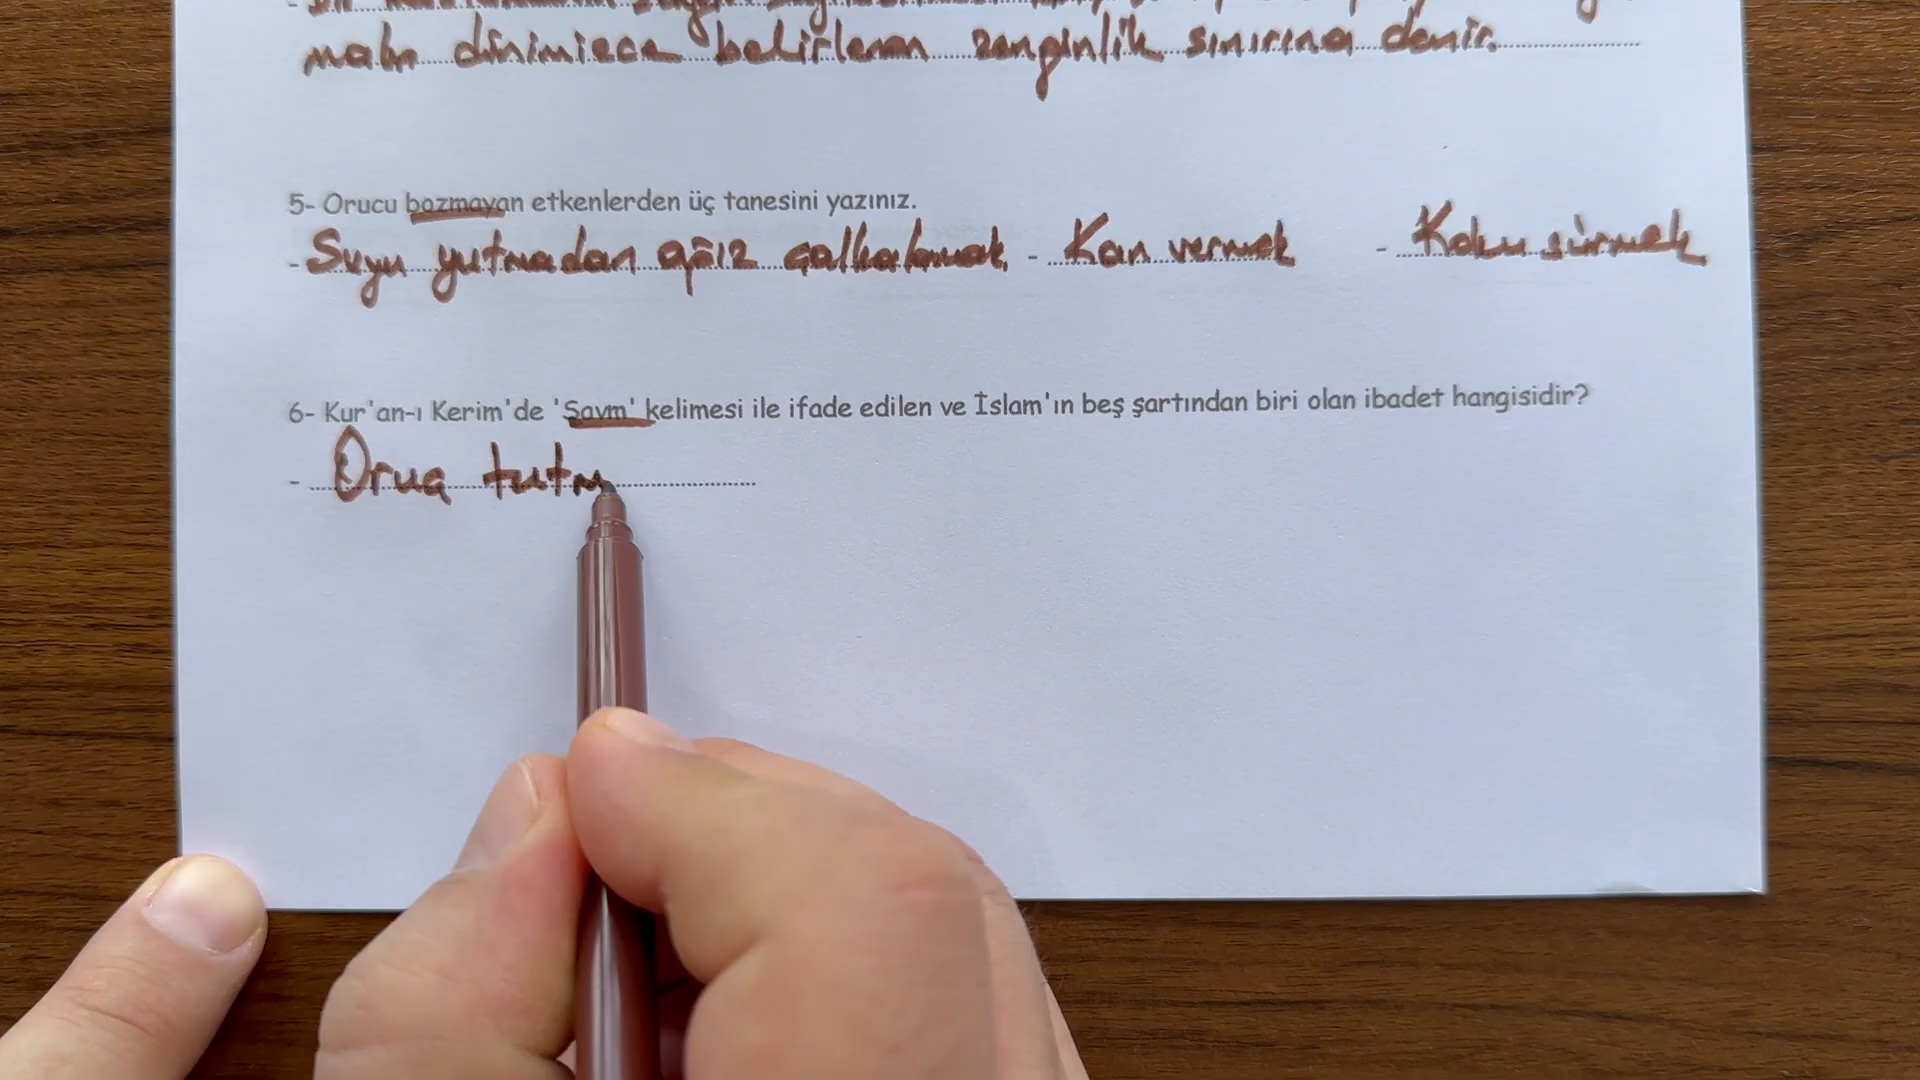 malın dinimizce belirlenen zenginlik sınırına denir.
5- Orucu bozmayan etkenlerden üç tanesini yazınız.
- Suyu yutmadan ağız çalkalamak - Kan vermek - Koku sürmek
6- Kur'an-ı Kerim'de 'Savm' kelimesi ile ifade edilen ve İslam'ın beş şartından biri olan ibadet hangisidir?
- Oruç tutm